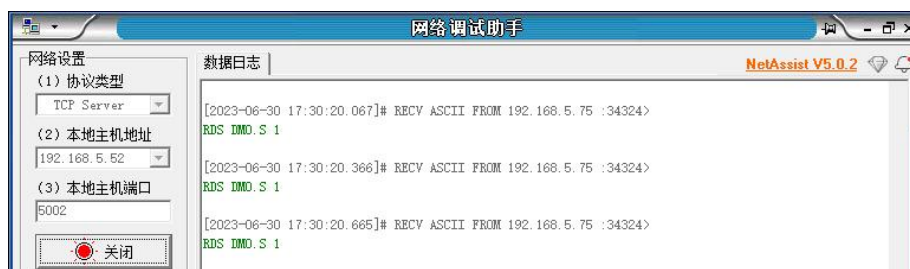 网络调试助手
网络设置
(1) 协议类型
TCP Server
(2) 本地主机地址
192.168.5.52
(3) 本地主机端口
5002
关闭
数据日志
NetAssist V5.0.2
[2023-06-30 17:30:20.067]# RECV ASCII FROM 192.168.5.75 :34324>
RDS DM0.S 1
[2023-06-30 17:30:20.366]# RECV ASCII FROM 192.168.5.75 :34324>
RDS DM0.S 1
[2023-06-30 17:30:20.665]# RECV ASCII FROM 192.168.5.75 :34324>
RDS DM0.S 1